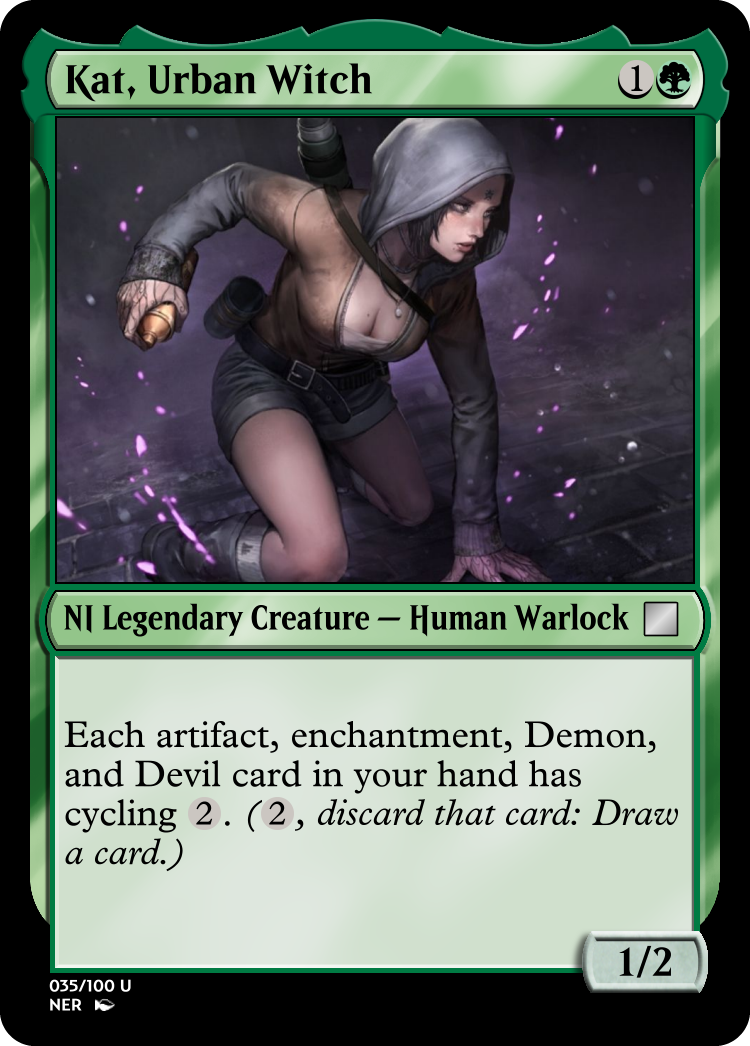 Kat, Urban Witch 1
NI Legendary Creature — Human Warlock
Each artifact, enchantment, Demon,
and Devil card in your hand has
cycling 2. (2, discard that card: Draw
a card.)
1/2
035/100 U
NER